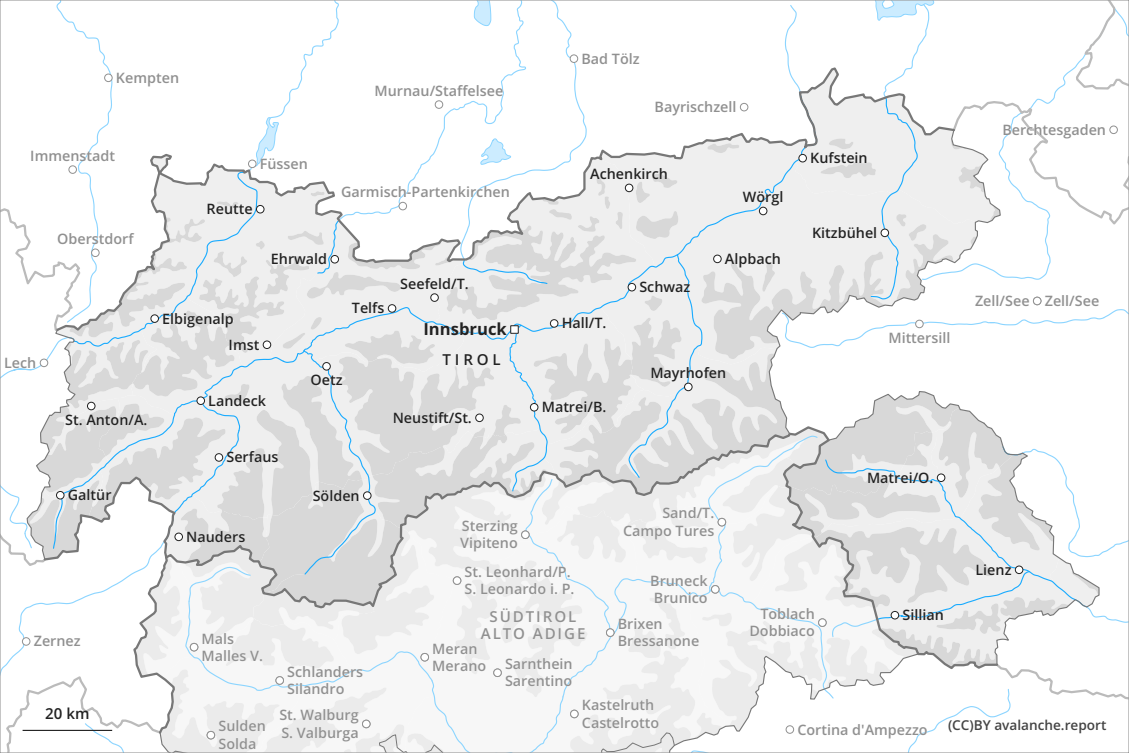 Kempten
Bad Tölz
Murnau/Staffelsee
Bayrischzell
Berchtesgaden
Immenstadt
Füssen
Kufstein
Achenkirch
Garmisch-Partenkirchen
Wörgl
Reutte
Kitzbühel
Oberstdorf
Ehrwald
Alpbach
Seefeld/T.
Schwaz
Zell/See
Zell/See
Telfs
Elbigenalp
Innsbruck
Hall/T.
Mittersill
Imst
TIROL
Lech
Oetz
Mayrhofen
Landeck
Matrei/B.
St. Anton/A.
Neustift/St.
Serfaus
Matrei/O.
Galtür
Sölden
Sand/T.
Campo Tures
Sterzing
Vipiteno
Nauders
St. Leonhard/P.
S. Leonardo i. P.
Lienz
Bruneck
Brunico
SÜDTIROL
ALTO ADIGE
Toblach
Dobbiaco
Sillian
Brixen
Bressanone
Zernez
Mals
Malles V.
Meran
Merano
Sarnthein
Sarentino
Schlanders
Silandro
Kastelruth
Castelrotto
St. Walburg
S. Valburga
20 km
Sulden
Solda
Cortina d'Ampezzo
(CC)BY avalanche.report